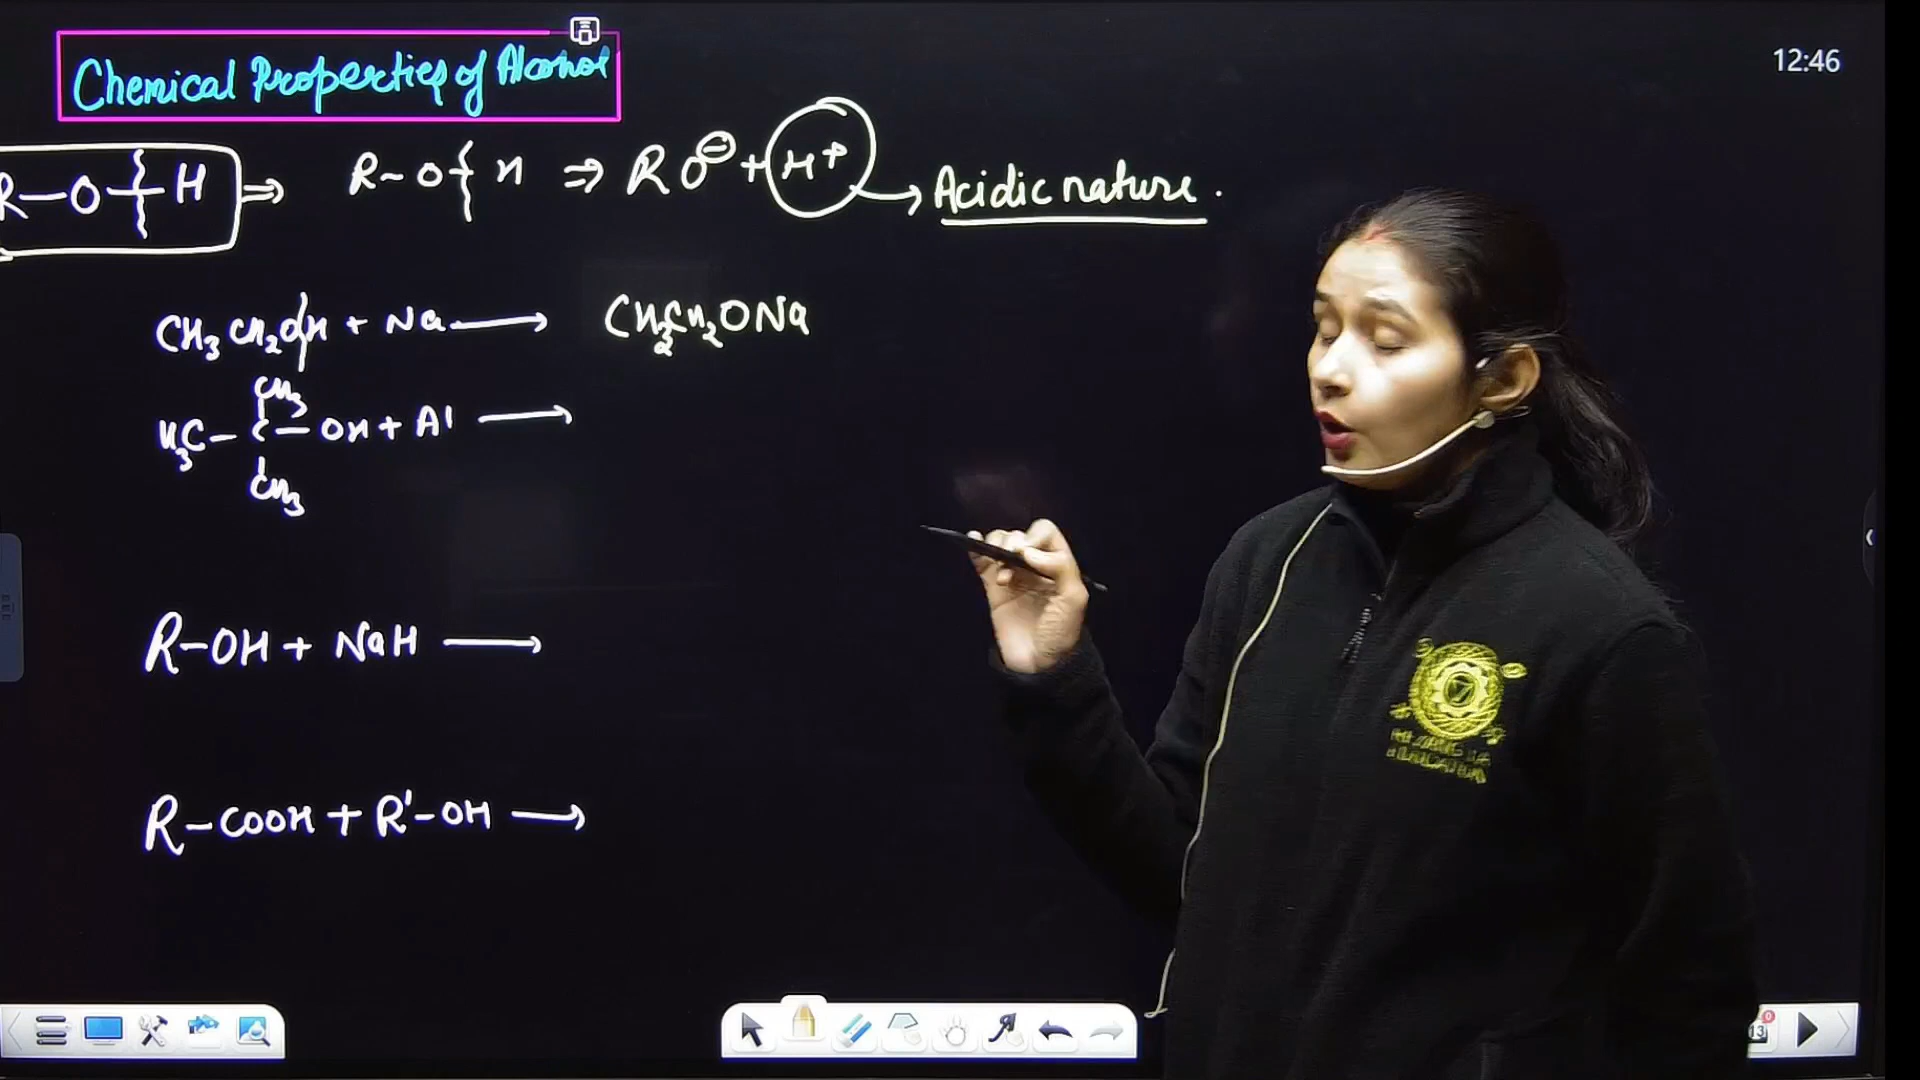 Chemical Properties of Alcohol
12:46
R-O-H ⇒ R-O H ⇒ RO⊖ + H+ → Acidic nature.
CH3CH2OH + Na → CH3CH2ONa
CH3
H3C-C-OH + Al →
CH3
R-OH + NaH →
R-COOH + R'-OH →